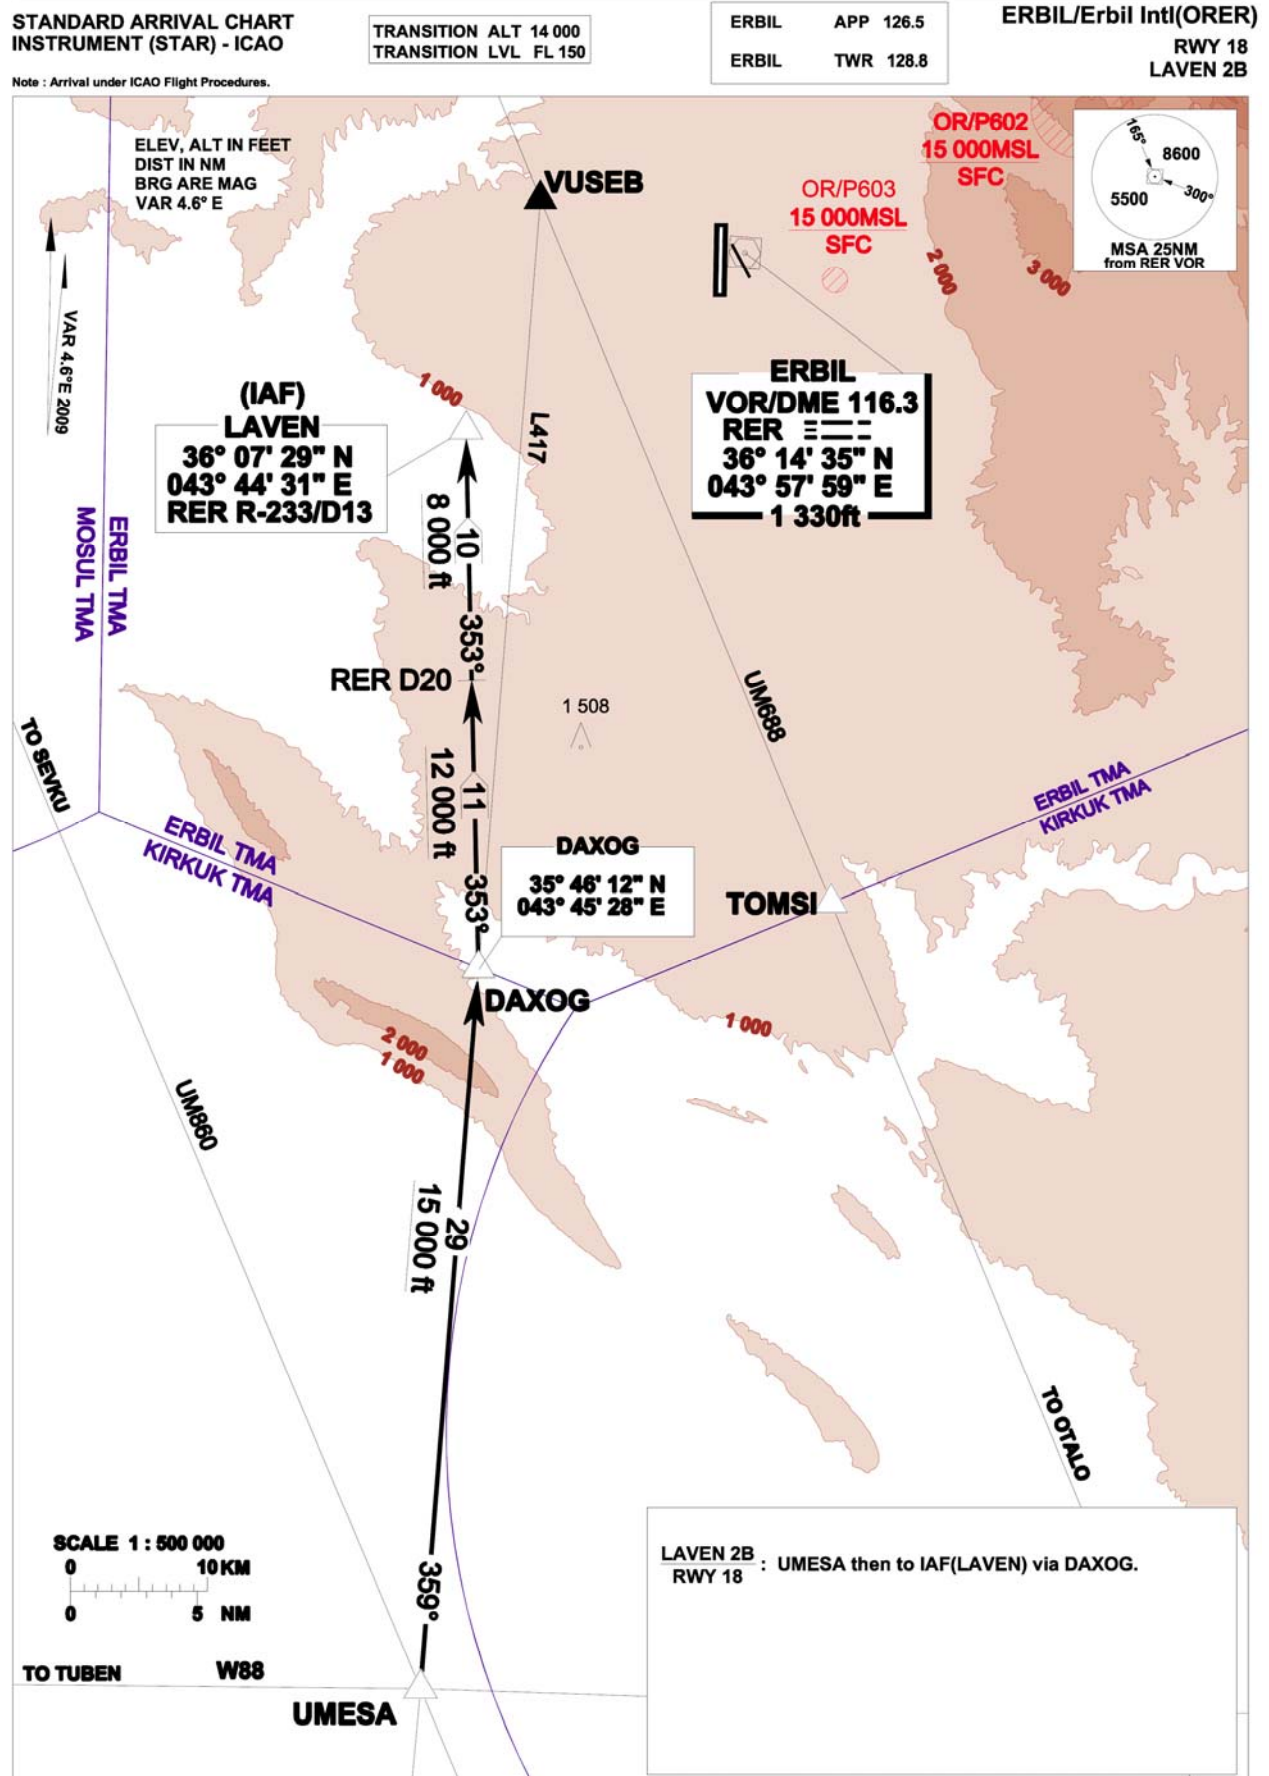 STANDARD ARRIVAL CHART
INSTRUMENT (STAR) - ICAO
Note : Arrival under ICAO Flight Procedures.
TRANSITION ALT 14 000
TRANSITION LVL FL 150
ERBIL APP 126.5
ERBIL TWR 128.8
ERBIL/Erbil Intl(ORER)
RWY 18
LAVEN 2B
ELEV, ALT IN FEET
DIST IN NM
BRG ARE MAG
VAR 4.6° E
VAR 4.6°E 2009
VUSEB
OR/P602
15 000MSL
SFC
OR/P603
15 000MSL
SFC
2 000
3 000
165°
8600
5500
300°
MSA 25NM
from RER VOR
1 000
(IAF)
LAVEN
36° 07' 29" N
043° 44' 31" E
RER R-233/D13
L417
ERBIL
VOR/DME 116.3
RER
36° 14' 35" N
043° 57' 59" E
1 330ft
ERBIL TMA
MOSUL TMA
10
8 000 ft
353°
RER D20
1 508
UM688
TO SEVKU
11
12 000 ft
353°
ERBIL TMA
KIRKUK TMA
ERBIL TMA
KIRKUK TMA
DAXOG
35° 46' 12" N
043° 45' 28" E
TOMSI
DAXOG
2 000
1 000
1 000
UM860
29
15 000 ft
359°
TO OTALO
SCALE 1 : 500 000
0 10 KM
0 5 NM
TO TUBEN W88
UMESA
LAVEN 2B
RWY 18 : UMESA then to IAF(LAVEN) via DAXOG.